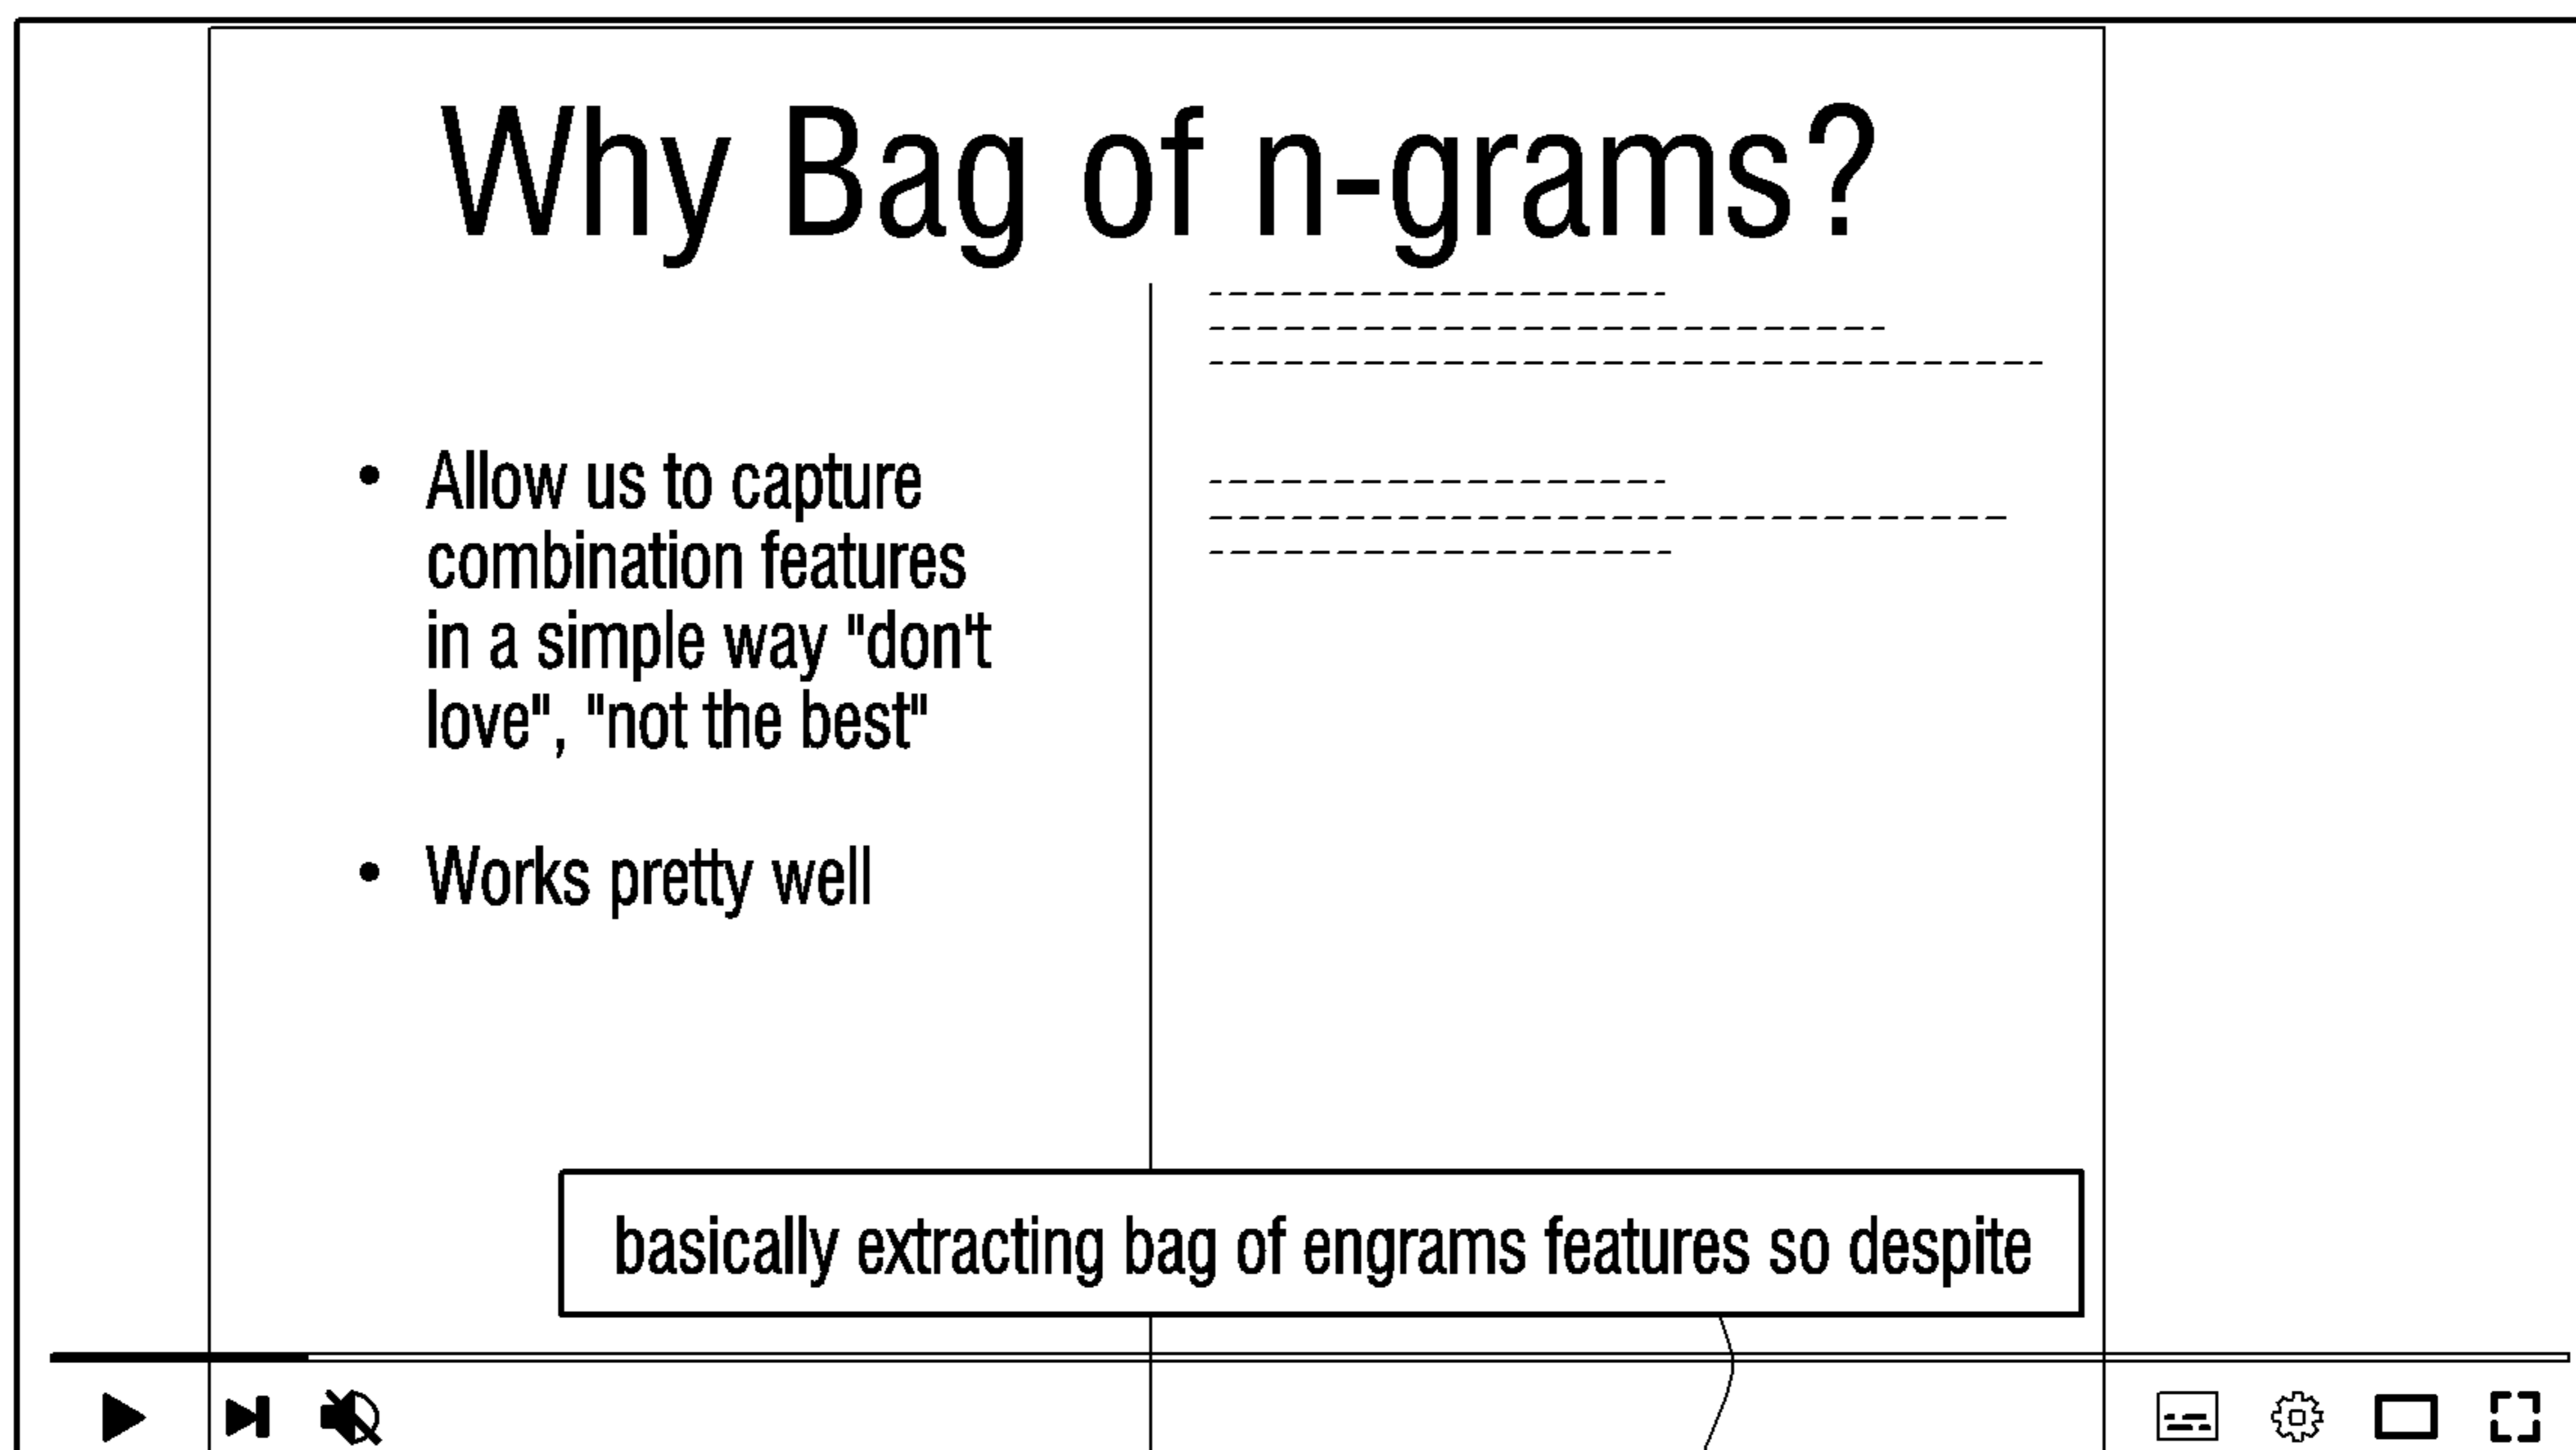 Why Bag of n-grams?
• Allow us to capture
combination features
in a simple way "don't
love", "not the best"
• Works pretty well
basically extracting bag of engrams features so despite